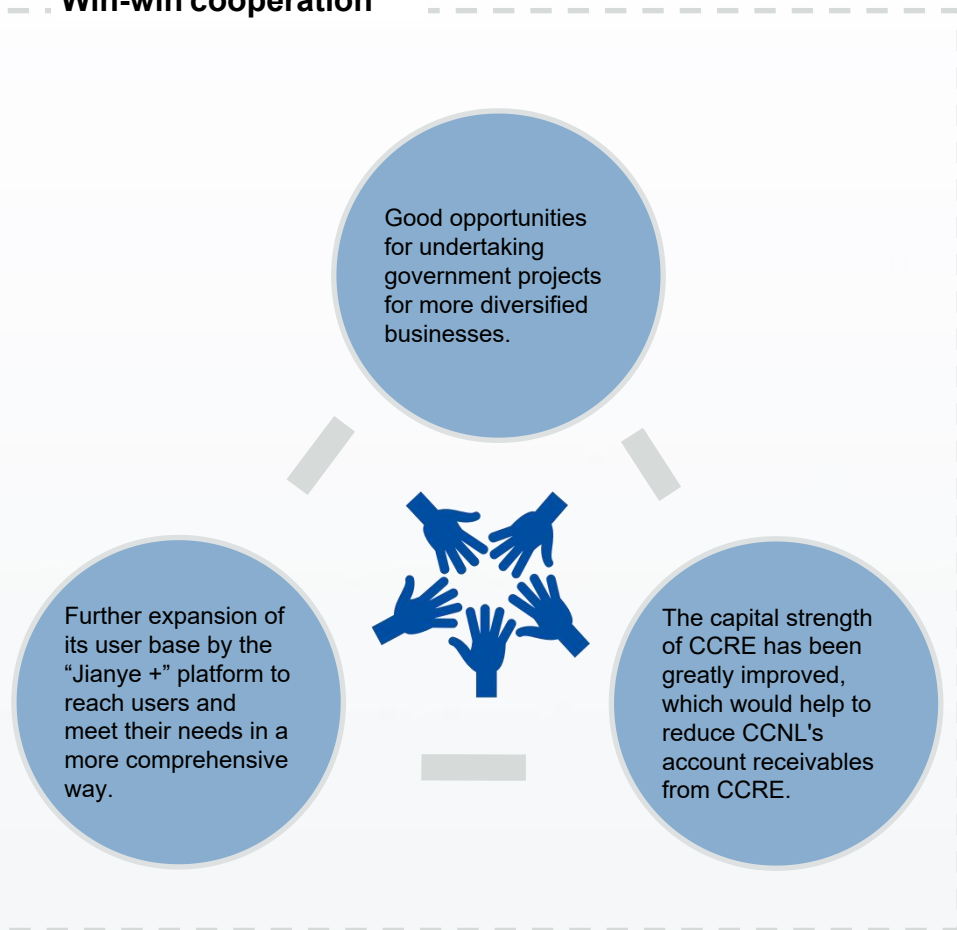 Win-win cooperation
Good opportunities
for undertaking
government projects
for more diversified
businesses.
Further expansion of
its user base by the
“Jianye +” platform to
reach users and
meet their needs in a
more comprehensive
way.
The capital strength
of CCRE has been
greatly improved,
which would help to
reduce CCNL's
account receivables
from CCRE.